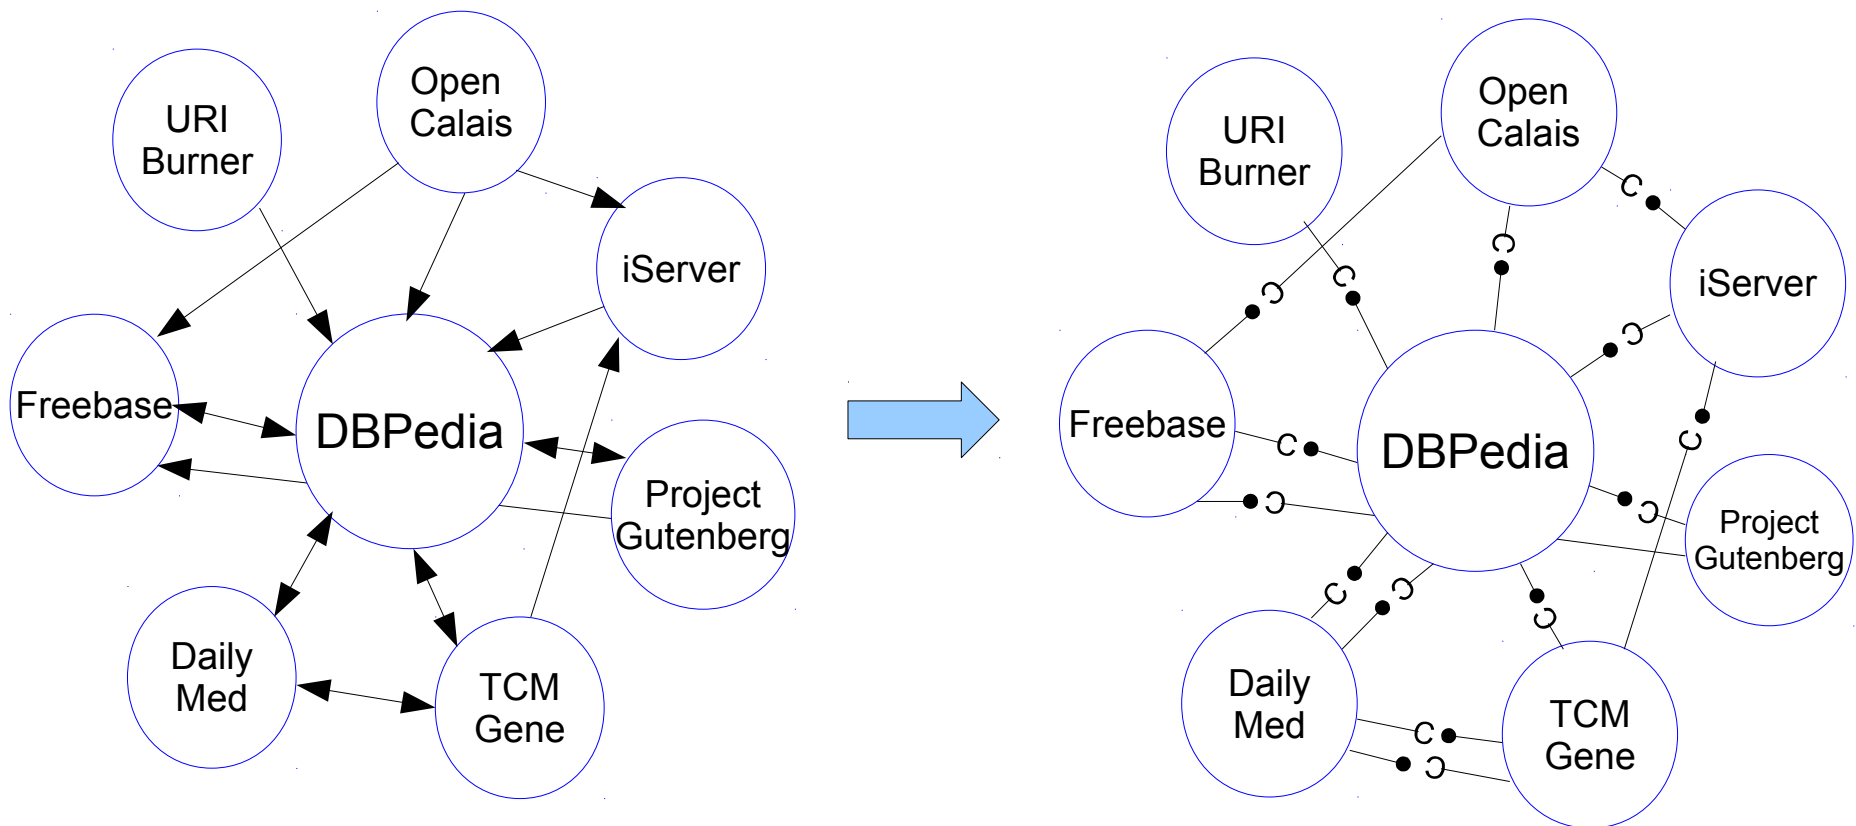 Open
Calais
URI
Burner
iServer
Freebase
DBPedia
Project
Gutenberg
Daily
Med
TCM
Gene
Open
Calais
URI
Burner
C
C
C
C
iServer
C
C
Freebase
C
DBPedia
C
C
Project
Gutenberg
C
C
C
C
Daily
Med
TCM
Gene
C
C